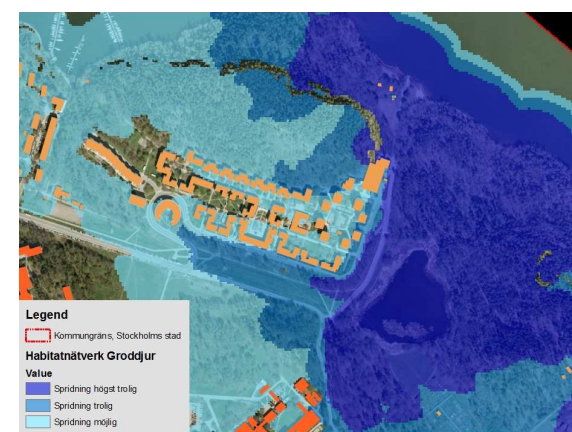 Legend
Kommungräns, Stockholms stad
Habitatnätverk Groddjur
Value
Spridning högst trolig
Spridning trolig
Spridning möjlig